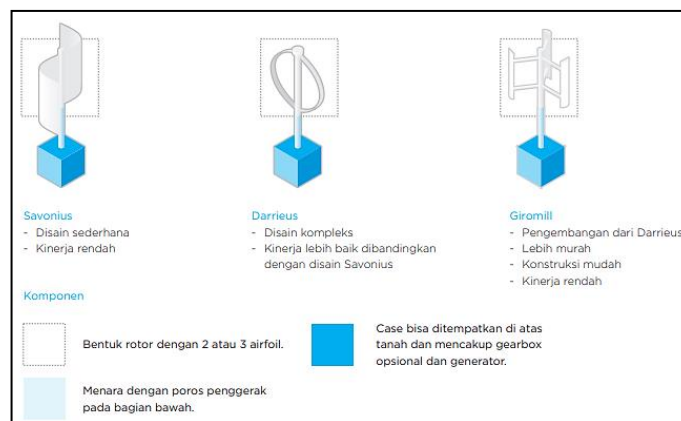 Savonius
- Disain sederhana
- Kinerja rendah
Darrieus
- Disain kompleks
- Kinerja lebih baik dibandingkan
dengan disain Savonius
Giromill
- Pengembangan dari Darrieus
- Lebih murah
- Konstruksi mudah
- Kinerja rendah
Komponen
Bentuk rotor dengan 2 atau 3 airfoil.
Case bisa ditempatkan di atas
tanah dan mencakup gearbox
opsional dan generator.
Menara dengan poros penggerak
pada bagian bawah.